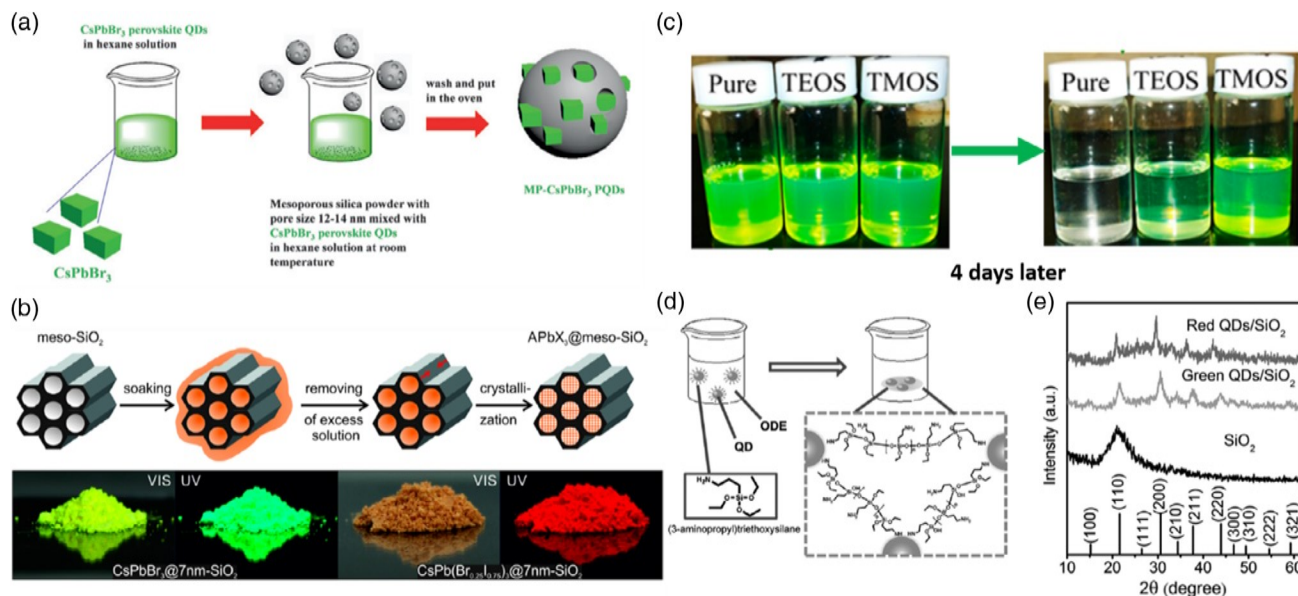 (a)
CsPbBr₃ perovskite QDs
in hexane solution
CsPbBr₃
Mesoporous silica powder with
pore size 12-14 nm mixed with
CsPbBr₃ perovskite QDs
in hexane solution at room
temperature
wash and put
in the oven
MP-CsPbBr₃ PQDs
(b)
meso-SiO₂
soaking
removing
of excess
solution
crystalli-
zation
APbX₃@meso-SiO₂
VIS
UV
CsPbBr₃@7nm-SiO₂
VIS
UV
CsPb(Br₀.₂₅I₀.₇₅)₃@7nm-SiO₂
(c)
Pure
TEOS
TMOS
Pure
TEOS
TMOS
4 days later
(d)
ODE
QD
H₂N
(3-aminopropyl)triethoxysilane
(e)
Red QDs/SiO₂
Green QDs/SiO₂
SiO₂
Intensity (a.u.)
(100)
(110)
(111)
(200)
(210)
(211)
(220)
(300)
(310)
(222)
(321)
10 20 30 40 50 60
2θ (degree)